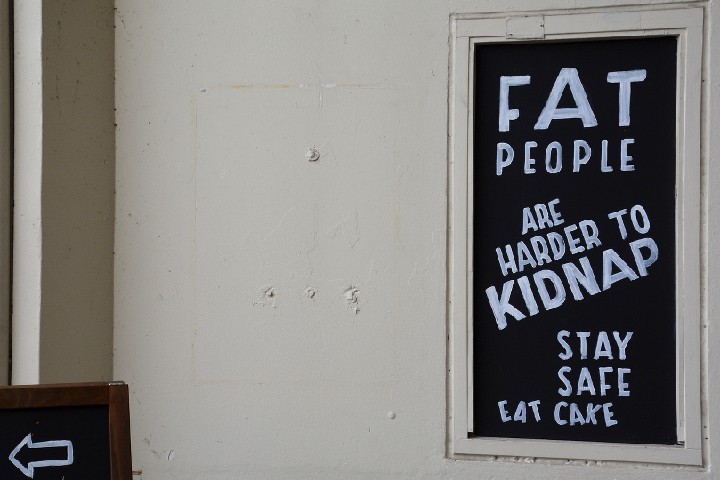 FAT
PEOPLE
ARE
HARDER TO
KIDNAP
STAY
SAFE
EAT CAKE